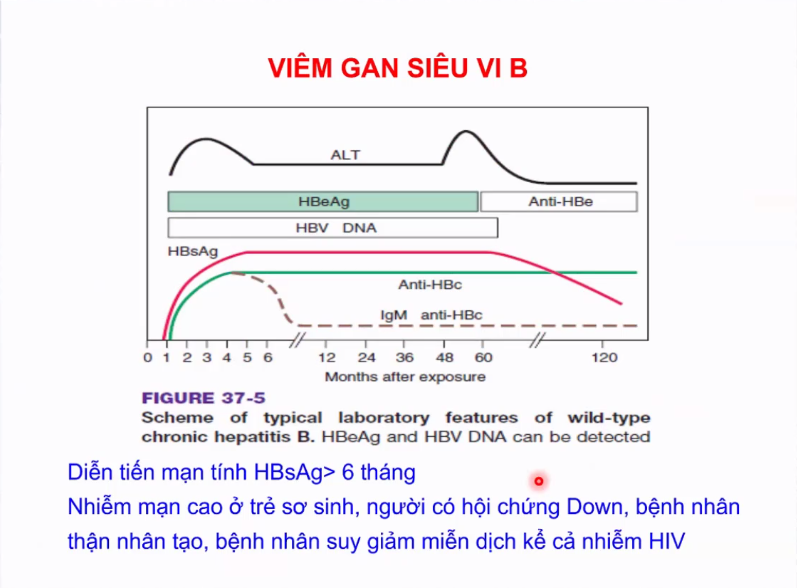 VIÊM GAN SIÊU VI B
ALT
HBeAg
Anti-HBe
HBV DNA
HBsAg
Anti-HBc
IgM anti-HBc
0 1 2 3 4 5 6 12 24 36 48 60 120
Months after exposure
FIGURE 37-5
Scheme of typical laboratory features of wild-type
chronic hepatitis B. HBeAg and HBV DNA can be detected
Diễn tiến mạn tính HBsAg> 6 tháng
Nhiễm mạn cao ở trẻ sơ sinh, người có hội chứng Down, bệnh nhân
thận nhân tạo, bệnh nhân suy giảm miễn dịch kể cả nhiễm HIV